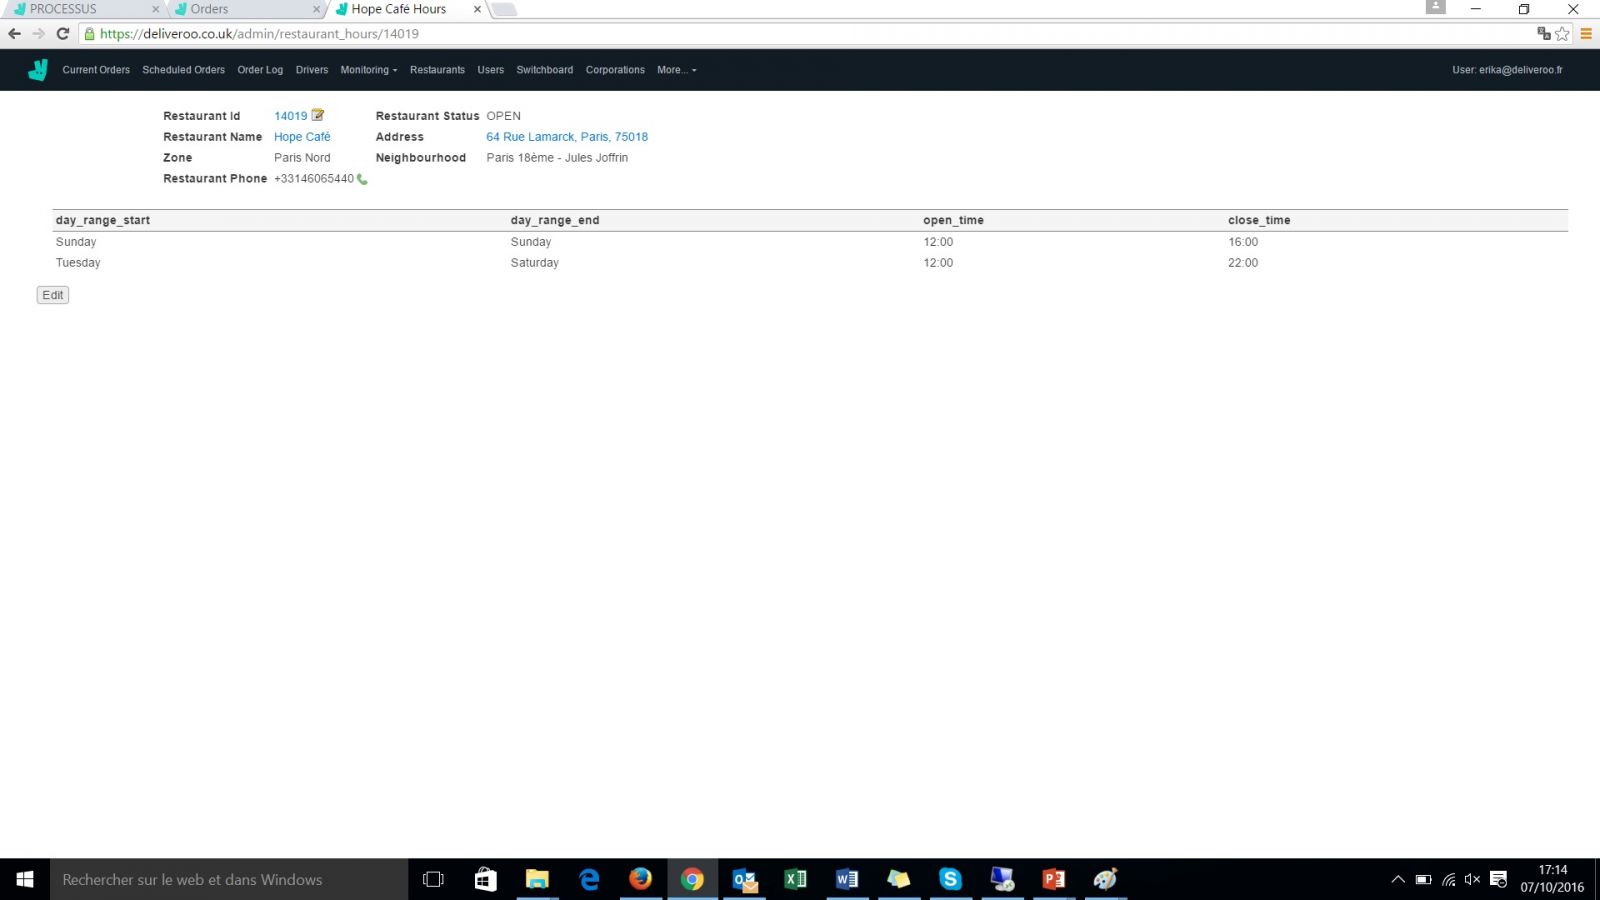 PROCESSUS Orders Hope Café Hours
https://deliveroo.co.uk/admin/restaurant_hours/14019
Current Orders Scheduled Orders Order Log Drivers Monitoring Restaurants Users Switchboard Corporations More... User: erika@deliveroo.fr
Restaurant Id 14019 Restaurant Status OPEN
Restaurant Name Hope Café Address 64 Rue Lamarck, Paris, 75018
Zone Paris Nord Neighbourhood Paris 18ème - Jules Joffrin
Restaurant Phone +33146065440
day_range_start day_range_end open_time close_time
Sunday Sunday 12:00 16:00
Tuesday Saturday 12:00 22:00
Edit
Rechercher sur le web et dans Windows
17:14
07/10/2016